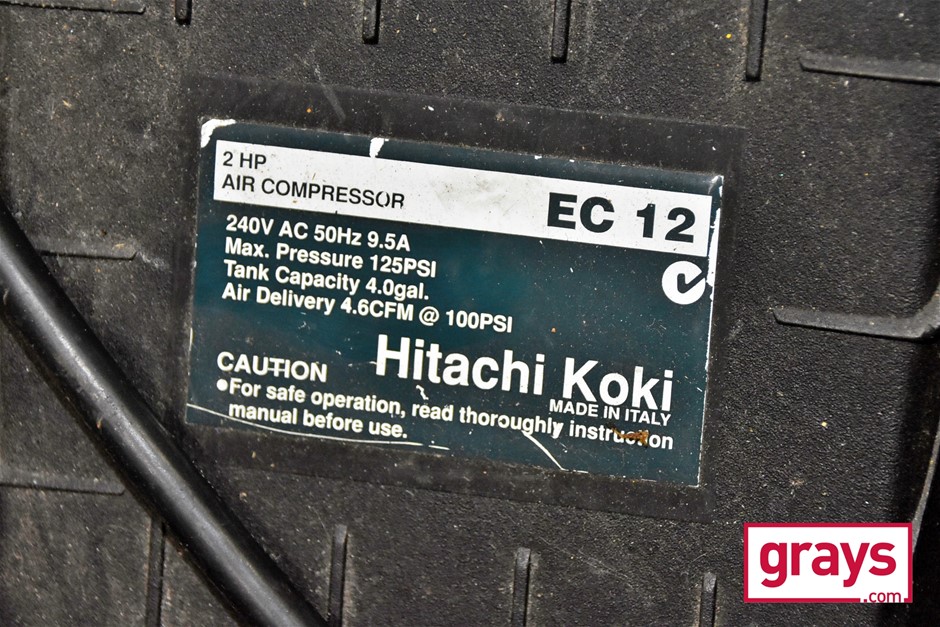 2 HP
AIR COMPRESSOR
EC 12
240V AC 50Hz 9.5A
Max. Pressure 125PSI
Tank Capacity 4.0gal.
Air Delivery 4.6CFM @ 100PSI
Hitachi Koki
MADE IN ITALY
CAUTION
●For safe operation, read thoroughly instruction
manual before use.
grays
.com